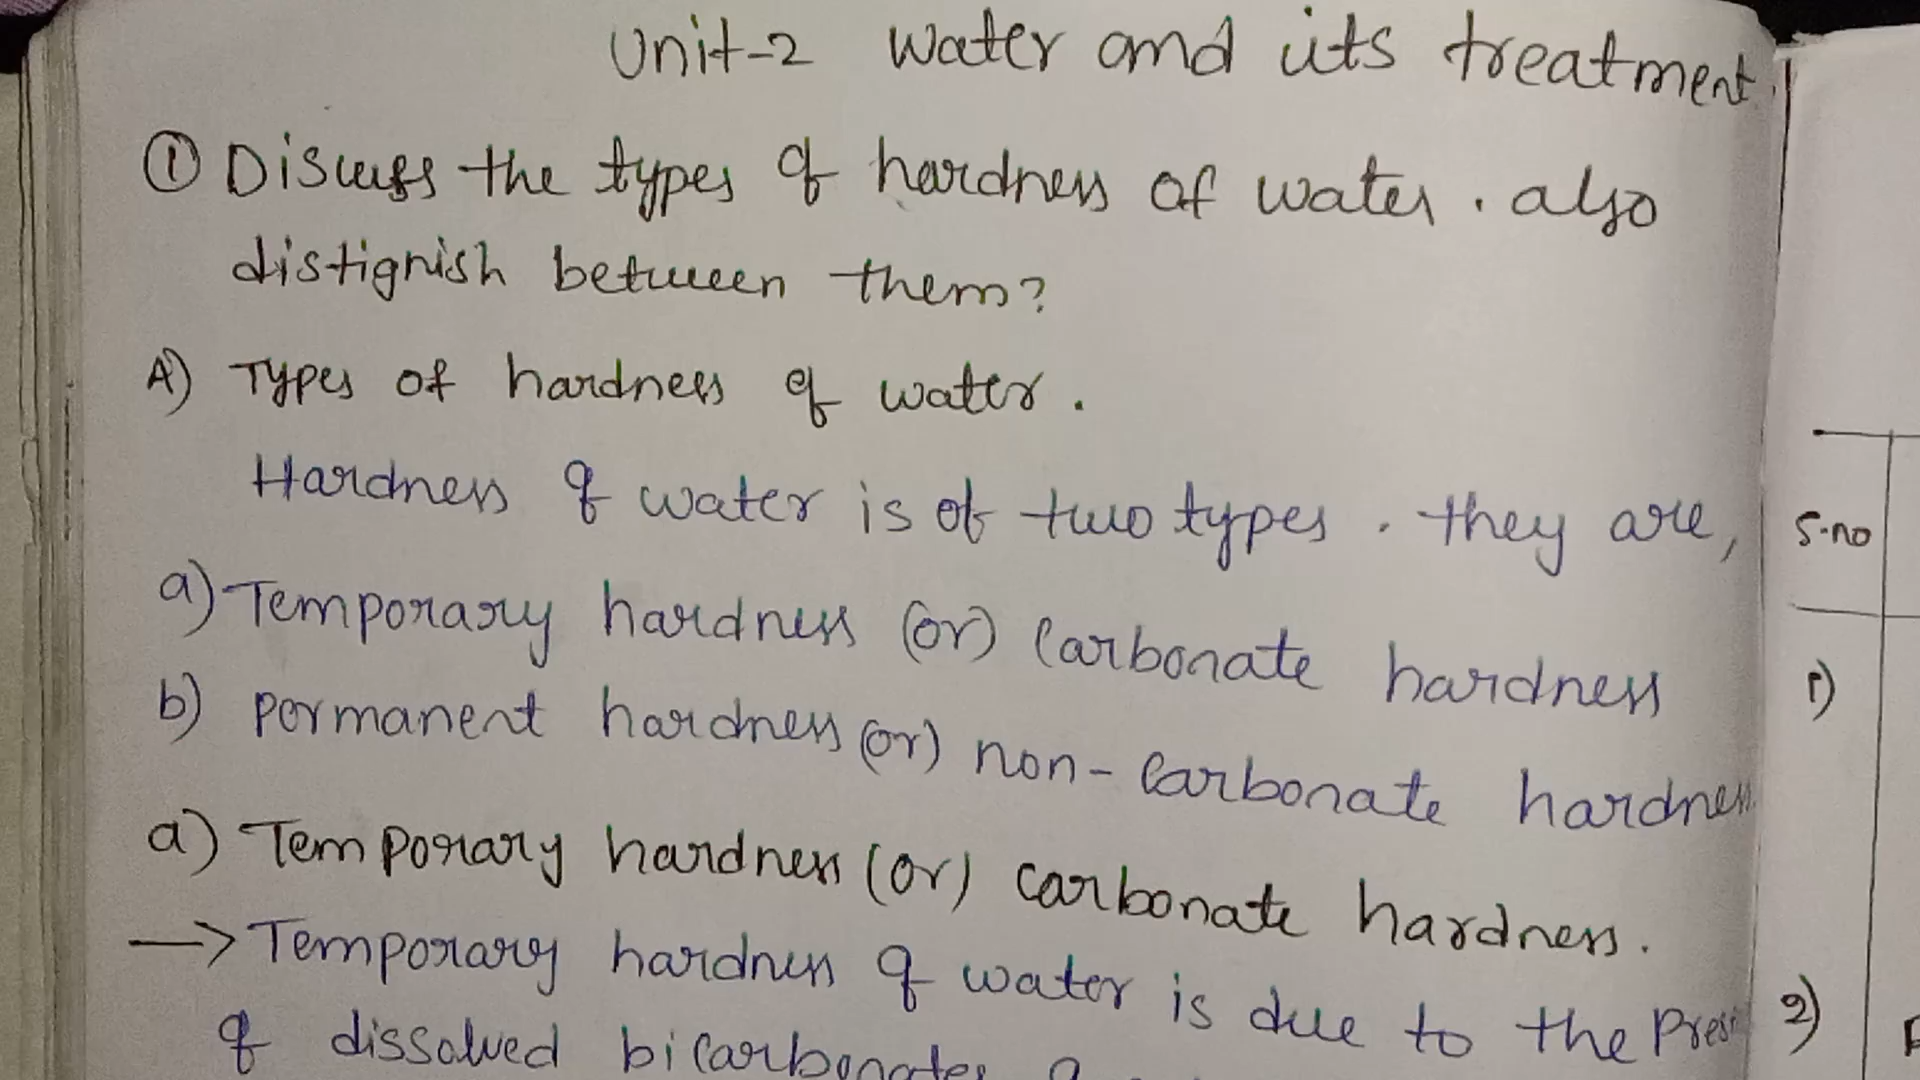 Unit-2 Water and its treatment
① Discuss the types of hardness of water. also
distignish between them?
A) Types of hardness of water.
Hardness of water is of two types. they are,
a) Temporary hardness (or) carbonate hardness
b) permanent hardness (or) non-carbonate hardness
a) Temporary hardness (or) carbonate hardness.
→ Temporary hardness of water is due to the
of dissolved bicarbonates
S.no
1)
2)